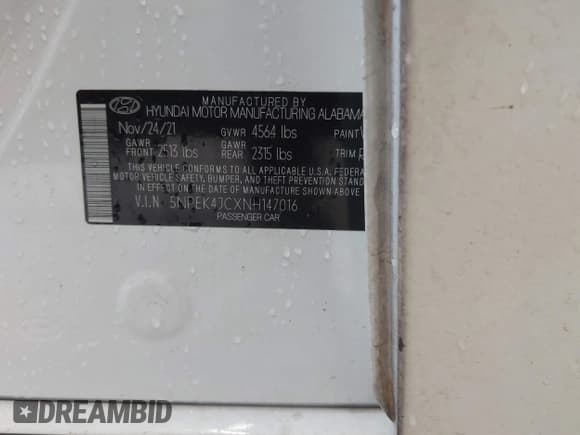 MANUFACTURED BY
HYUNDAI MOTOR MANUFACTURING ALABAMA
Nov/24/21 GVWR 4564 lbs PAINT
GAWR FRONT 2513 lbs GAWR REAR 2315 lbs TRIM
THIS VEHICLE CONFORMS TO ALL APPLICABLE U.S.A. FEDERA
MOTOR VEHICLE SAFETY, BUMPER, AND THEFT PREVENTION STA
IN EFFECT ON THE DATE OF MANUFACTURE SHOWN ABOVE
V.I.N. 5NPEK4JCXNH147016
PASSENGER CAR
DREAMBID